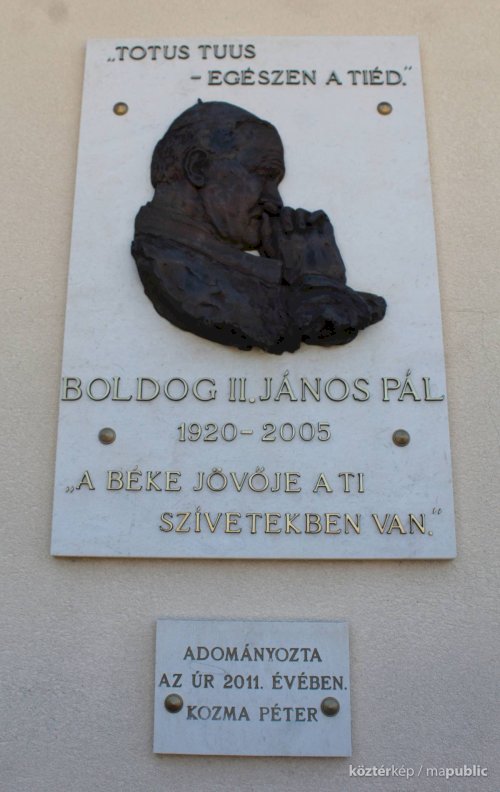 „TOTUS TUUS
- EGÉSZEN A TIÉD."
BOLDOG II. JÁNOS PÁL
1920 - 2005
„A BÉKE JÖVŐJE A TI
SZÍVETEKBEN VAN."
ADOMÁNYOZTA
AZ ÚR 2011. ÉVÉBEN.
KOZMA PÉTER
köztérkép / mapublic